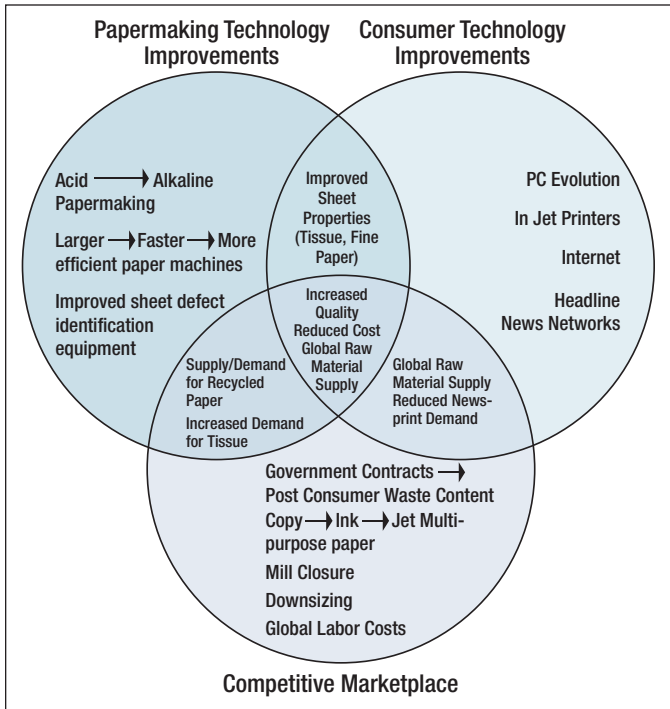 Papermaking Technology
Improvements
Consumer Technology
Improvements
Acid → Alkaline
Papermaking
Larger → Faster → More
efficient paper machines
Improved sheet defect
identification
equipment
Improved
Sheet
Properties
(Tissue, Fine
Paper)
PC Evolution
In Jet Printers
Internet
Headline
News Networks
Increased
Quality
Reduced Cost
Global Raw
Material
Supply
Supply/Demand
for Recycled
Paper
Increased Demand
for Tissue
Global Raw
Material Supply
Reduced News-
print Demand
Government Contracts →
Post Consumer Waste Content
Copy → Ink → Jet Multi-
purpose paper
Mill Closure
Downsizing
Global Labor Costs
Competitive Marketplace